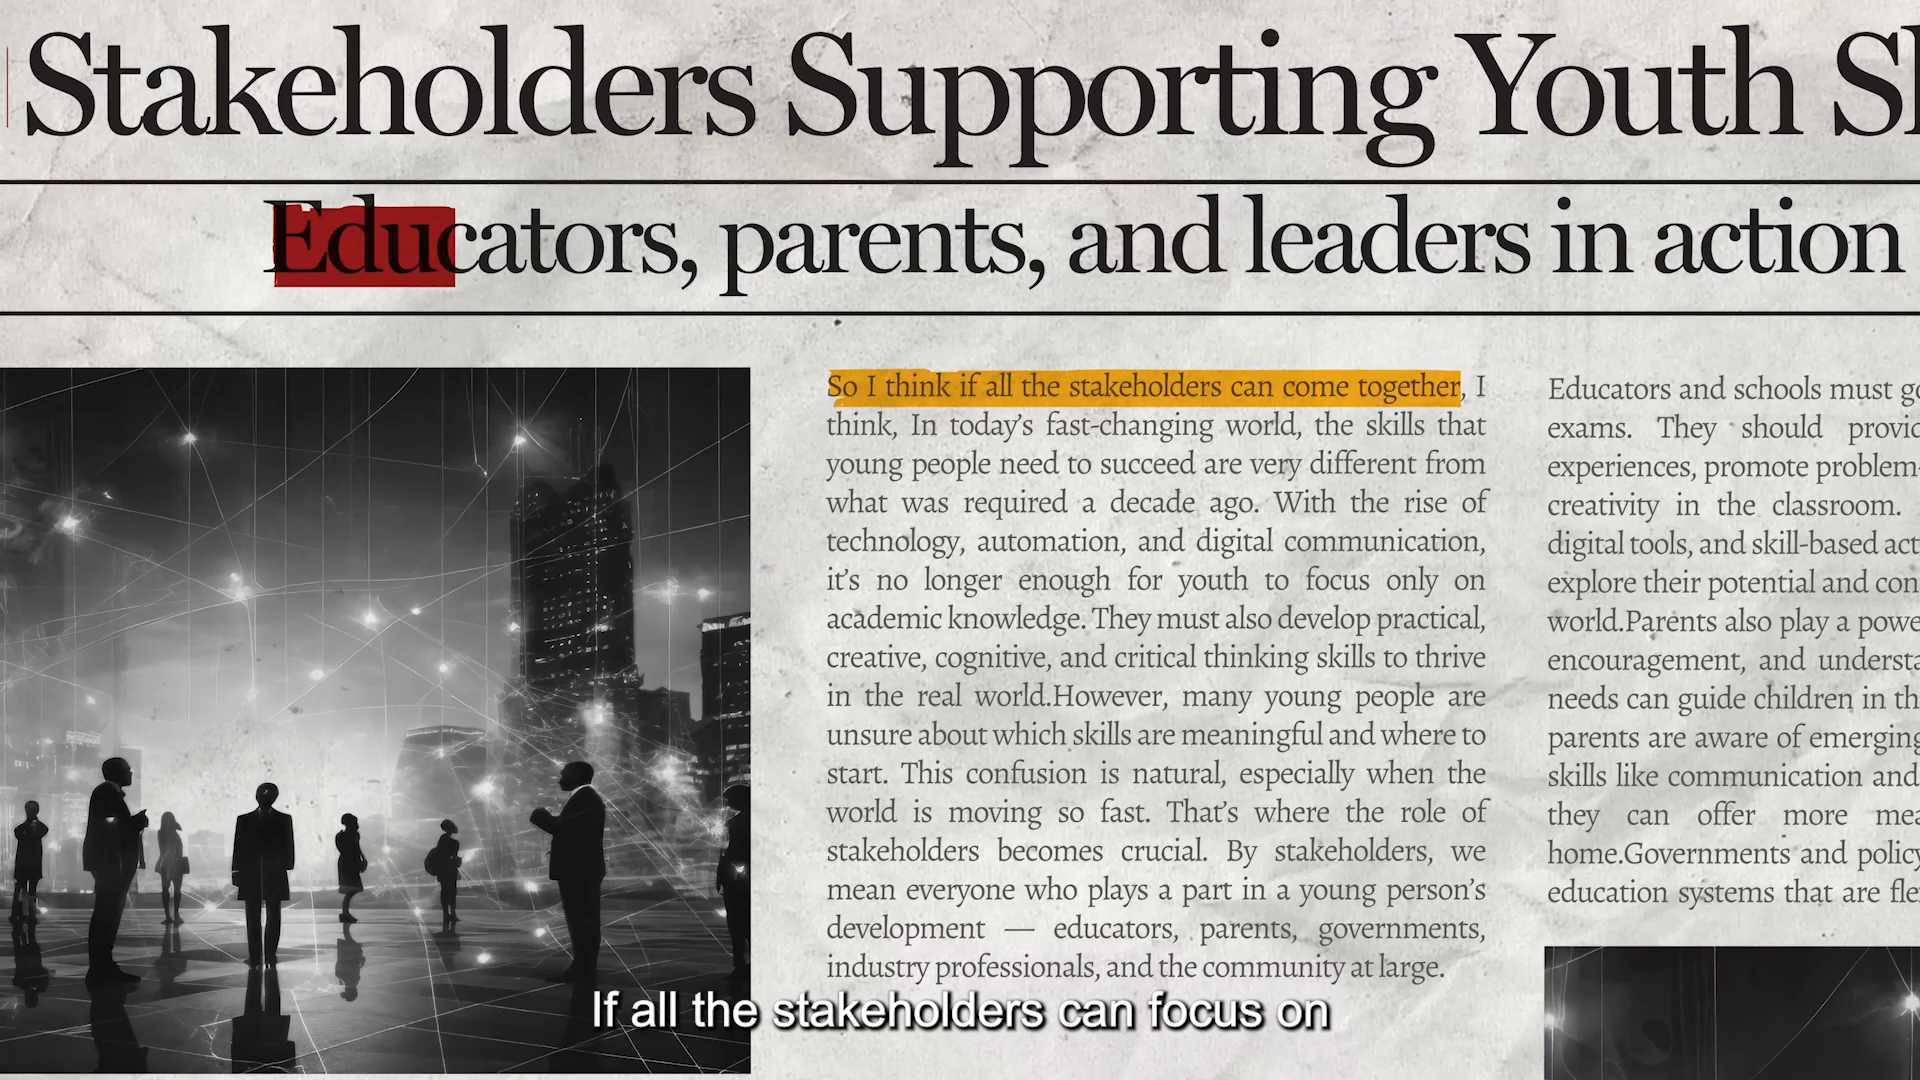 Stakeholders Supporting Youth
Educators, parents, and leaders in action
So I think if all the stakeholders can come together, I
think, In today's fast-changing world, the skills that
young people need to succeed are very different from
what was required a decade ago. With the rise of
technology, automation, and digital communication,
it's no longer enough for youth to focus only on
academic knowledge. They must also develop practical,
creative, cognitive, and critical thinking skills to thrive
in the real world.However, many young people are
unsure about which skills are meaningful and where to
start. This confusion is natural, especially when the
world is moving so fast. That's where the role of
stakeholders becomes crucial. By stakeholders, we
mean everyone who plays a part in a young person's
development — educators, parents, governments,
industry professionals, and the community at large.
Educators and schools must
exams. They should
experiences, promote
creativity in the classroom.
digital tools, and skill-based
explore their potential and
world.Parents also play a
encouragement, and
needs can guide children in
parents are aware of
skills like communication and
they can offer more
home.Governments and
education systems that are
If all the stakeholders can focus on